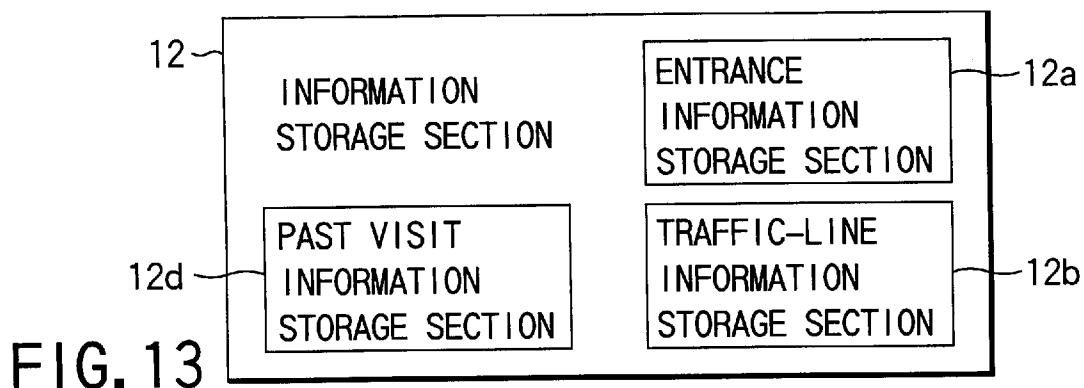 12
INFORMATION
STORAGE SECTION
ENTRANCE
INFORMATION
STORAGE SECTION
12a
12d
PAST VISIT
INFORMATION
STORAGE SECTION
TRAFFIC-LINE
INFORMATION
STORAGE SECTION
12b
FIG. 13